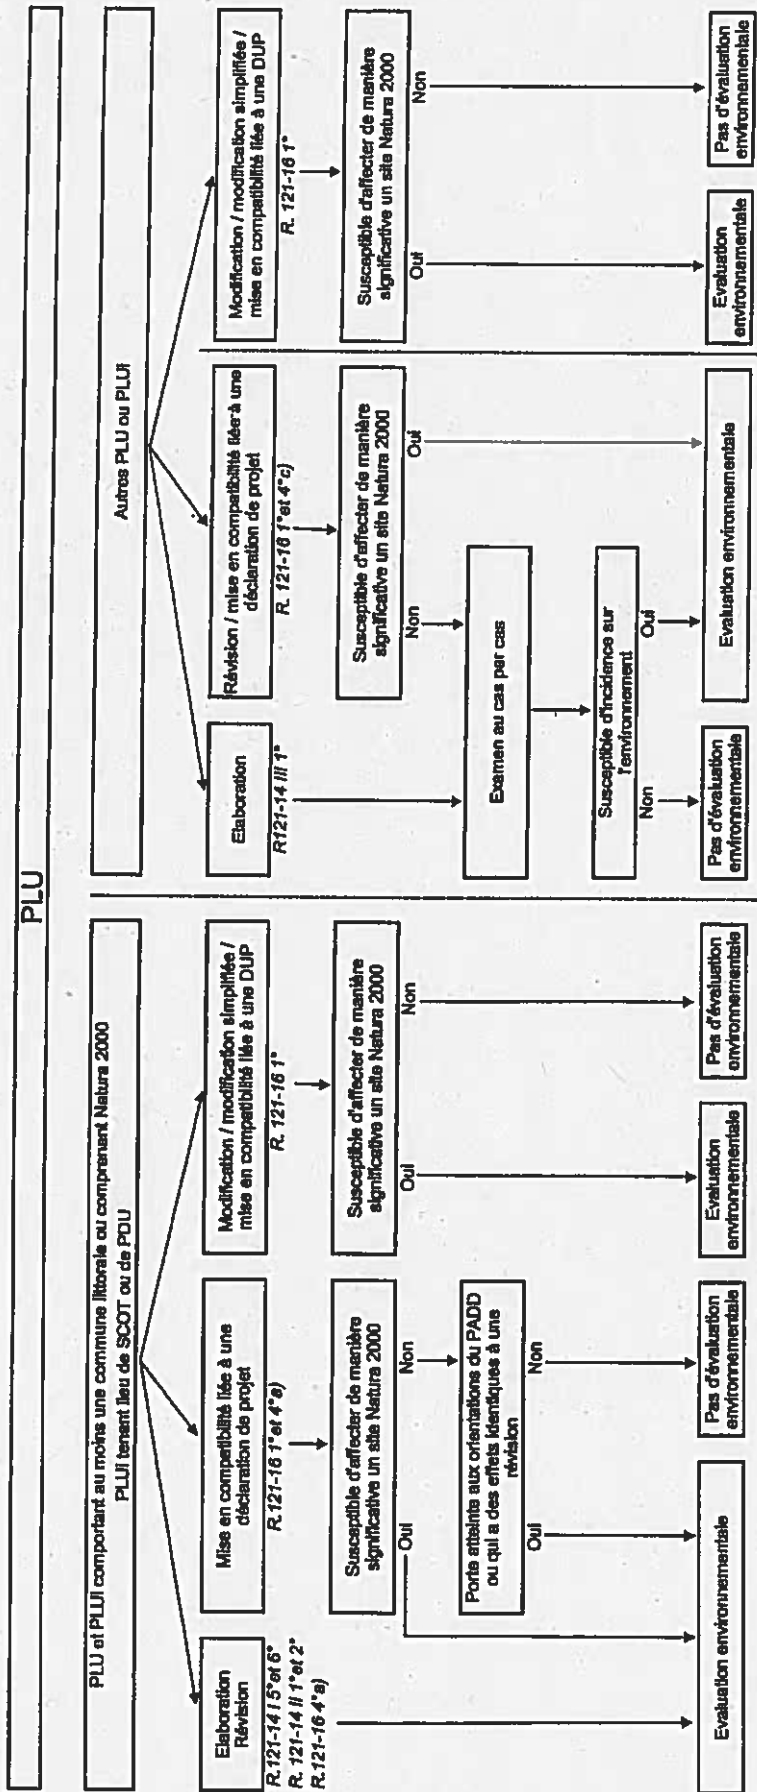 PLU
PLU et PLUi comportant au moins une commune littorale ou comprenant Natura 2000
PLUi tenant lieu de SCOT ou de PDU
Elaboration
Révision
R.121-14 I 5° et 6°
R. 121-14 II 1° et 2°
R.121-16 4°a)
Mise en compatibilité liée à une
déclaration de projet
R.121-16 1° et 4°a)
Susceptible d'affecter de manière
significative un site Natura 2000
Oui
Non
Porte atteinte aux orientations du PADD
ou qui a des effets identiques à une
révision
Oui
Non
Evaluation environnementale
Pas d'évaluation
environnementale
Modification / modification simplifiée /
mise en compatibilité liée à une DUP
R. 121-16 1°
Susceptible d'affecter de manière
significative un site Natura 2000
Oui
Non
Evaluation
environnementale
Pas d'évaluation
environnementale
Autres PLU ou PLUi
Elaboration
R121-14 III 1°
Révision / mise en compatibilité liée à une
déclaration de projet
R. 121-16 1° et 4°c)
Susceptible d'affecter de manière
significative un site Natura 2000
Non
Oui
Examen au cas par cas
Susceptible d'incidence sur
l'environnement
Non
Oui
Pas d'évaluation
environnementale
Evaluation environnementale
Modification / modification simplifiée /
mise en compatibilité liée à une DUP
R. 121-16 1°
Susceptible d'affecter de manière
significative un site Natura 2000
Oui
Non
Evaluation
environnementale
Pas d'évaluation
environnementale